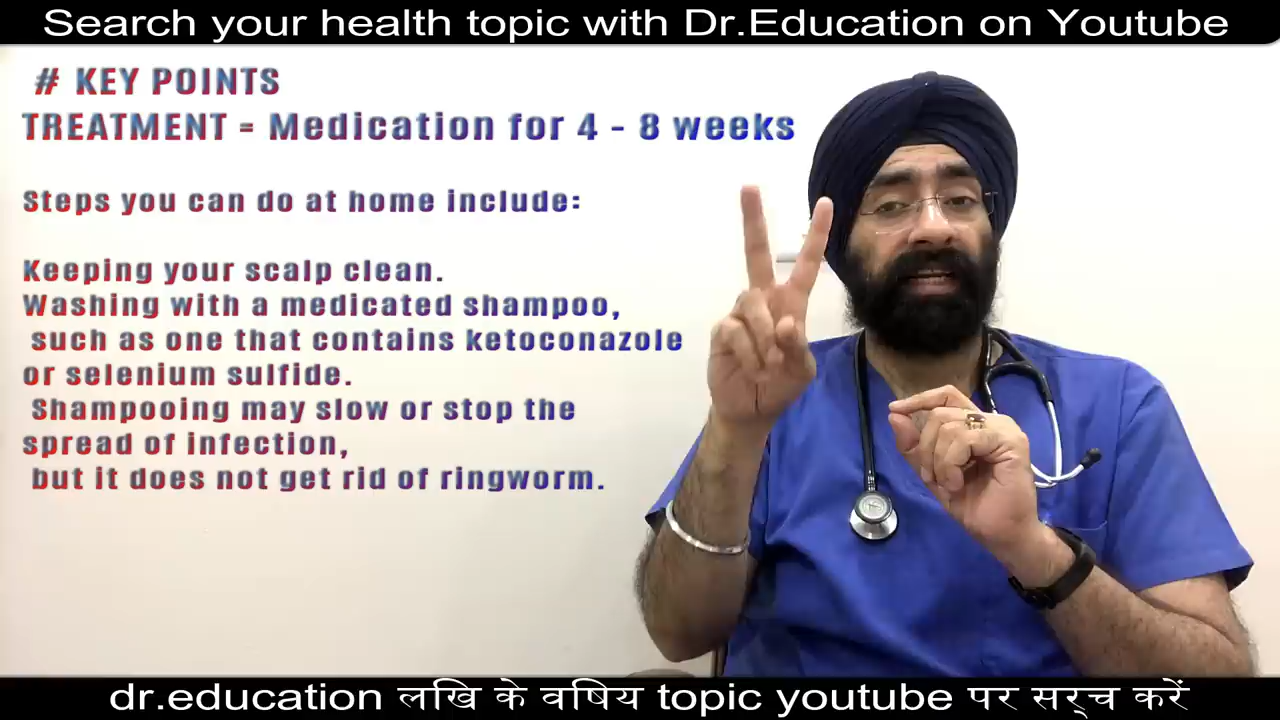 Search your health topic with Dr.Education on Youtube
# KEY POINTS
TREATMENT = Medication for 4 - 8 weeks
Steps you can do at home include:
Keeping your scalp clean.
Washing with a medicated shampoo,
such as one that contains ketoconazole
or selenium sulfide.
Shampooing may slow or stop the
spread of infection,
but it does not get rid of ringworm.
dr.education लखि के वषिय topic youtube पर सर्च करें